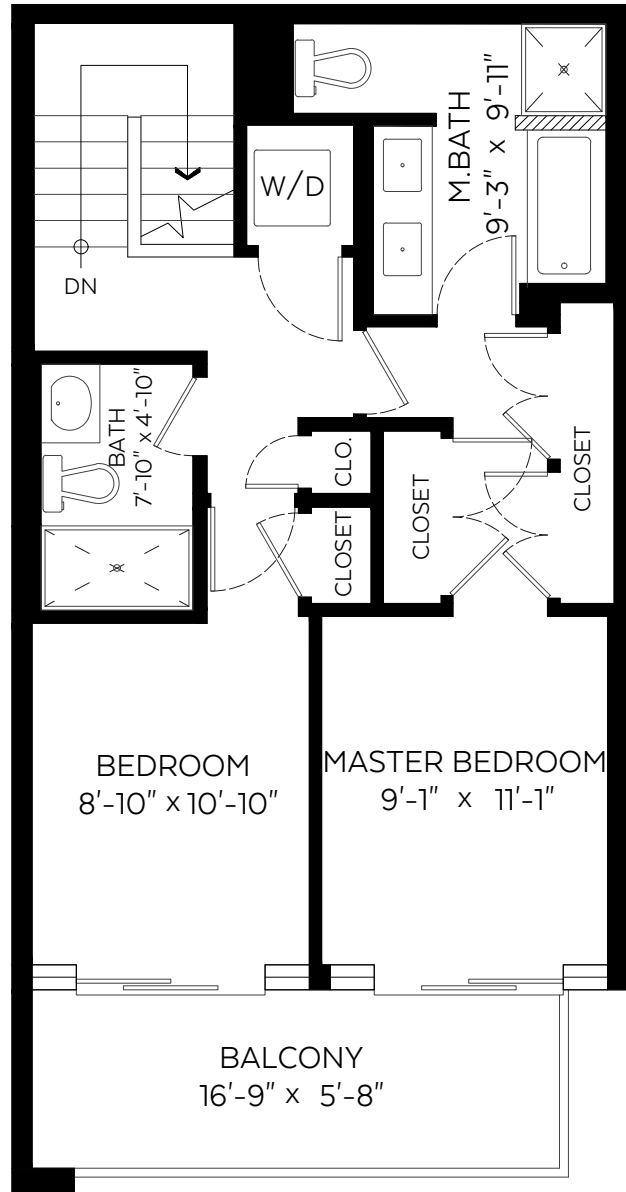 M.BATH
9'-3" x 9'-11"
W/D
DN
BATH
7'-10" x 4'-10"
CLO.
CLOSET
CLOSET
CLOSET
BEDROOM
8'-10" x 10'-10"
MASTER BEDROOM
9'-1" x 11'-1"
BALCONY
16'-9" x 5'-8"